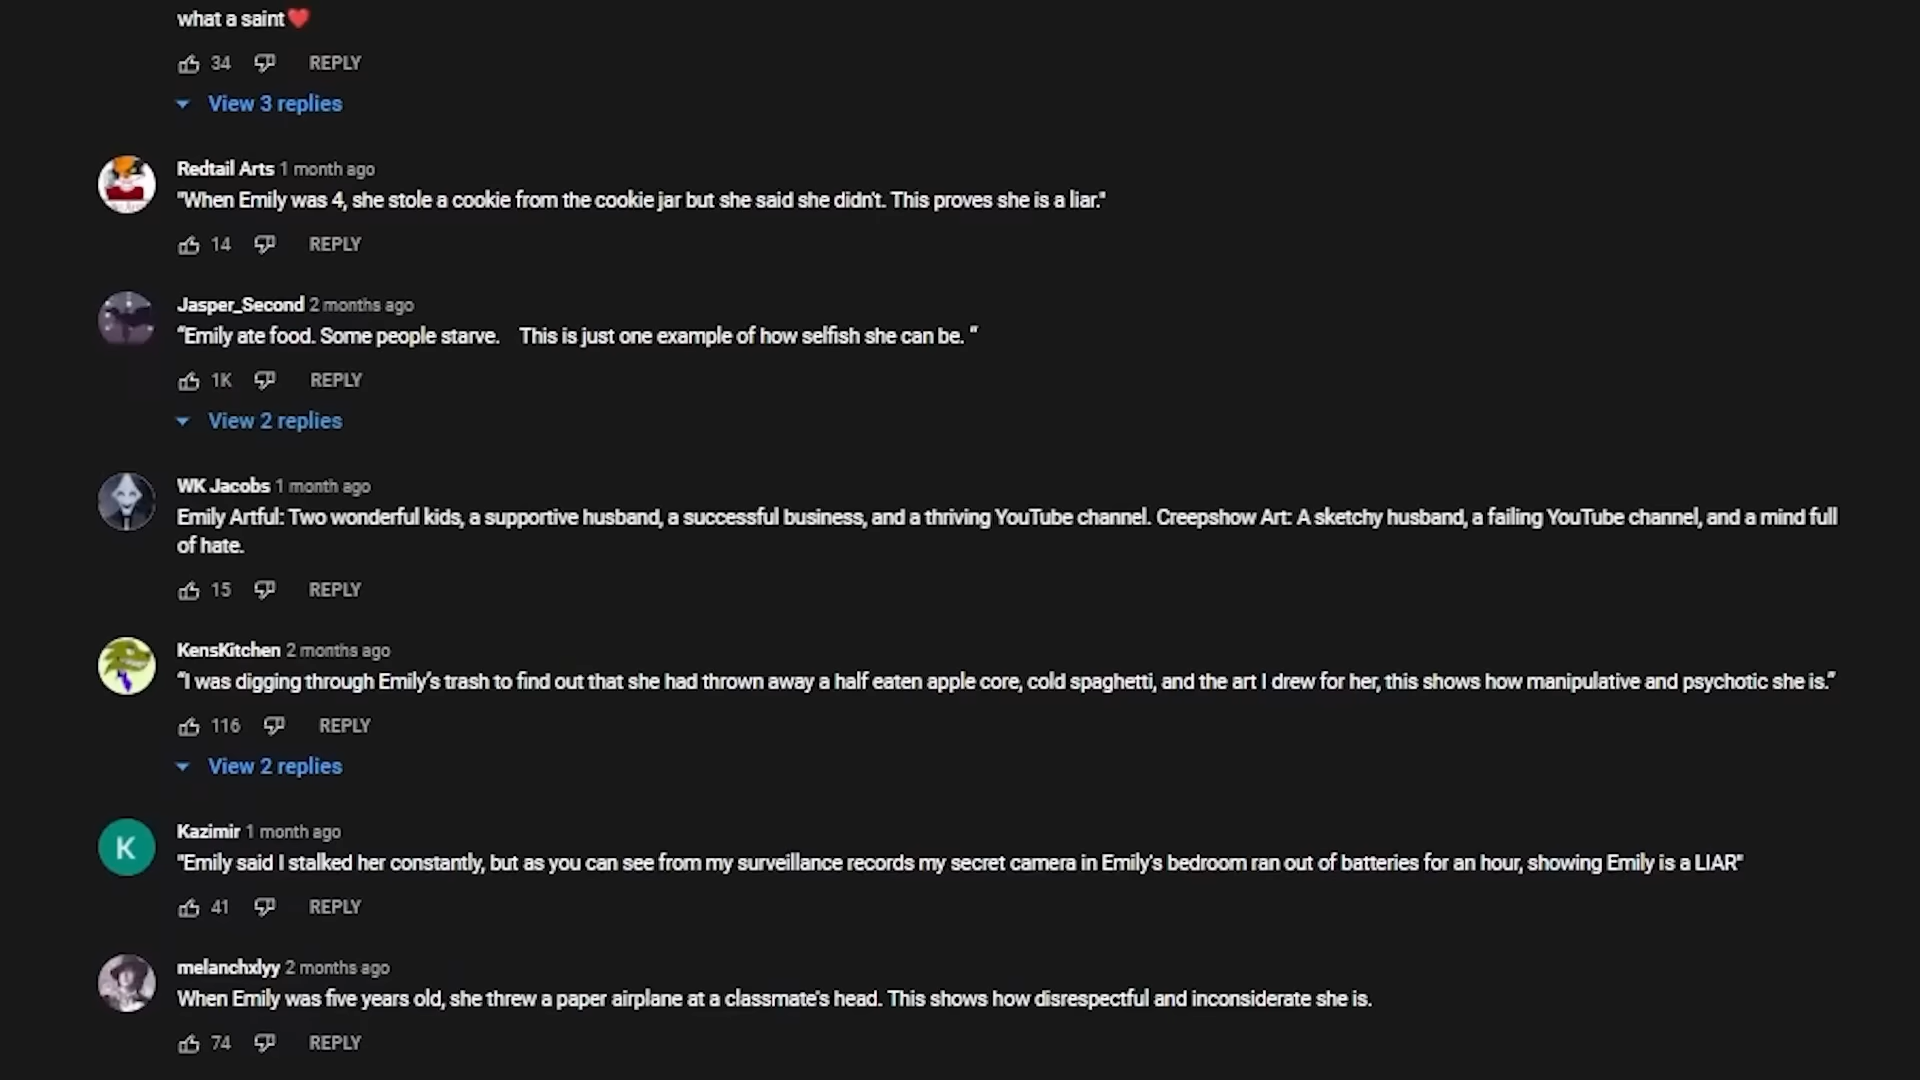 what a saint❤️
34 REPLY
View 3 replies
Redtail Arts 1 month ago
"When Emily was 4, she stole a cookie from the cookie jar but she said she didn't. This proves she is a liar."
14 REPLY
Jasper_Second 2 months ago
“Emily ate food. Some people starve. This is just one example of how selfish she can be. “
1K REPLY
View 2 replies
WK Jacobs 1 month ago
Emily Artful: Two wonderful kids, a supportive husband, a successful business, and a thriving YouTube channel. Creepshow Art: A sketchy husband, a failing YouTube channel, and a mind full
of hate.
15 REPLY
KensKitchen 2 months ago
“I was digging through Emily’s trash to find out that she had thrown away a half eaten apple core, cold spaghetti, and the art I drew for her, this shows how manipulative and psychotic she is.”
116 REPLY
View 2 replies
K
Kazimir 1 month ago
"Emily said I stalked her constantly, but as you can see from my surveillance records my secret camera in Emily's bedroom ran out of batteries for an hour, showing Emily is a LIAR"
41 REPLY
melanchxlyy 2 months ago
When Emily was five years old, she threw a paper airplane at a classmate's head. This shows how disrespectful and inconsiderate she is.
74 REPLY